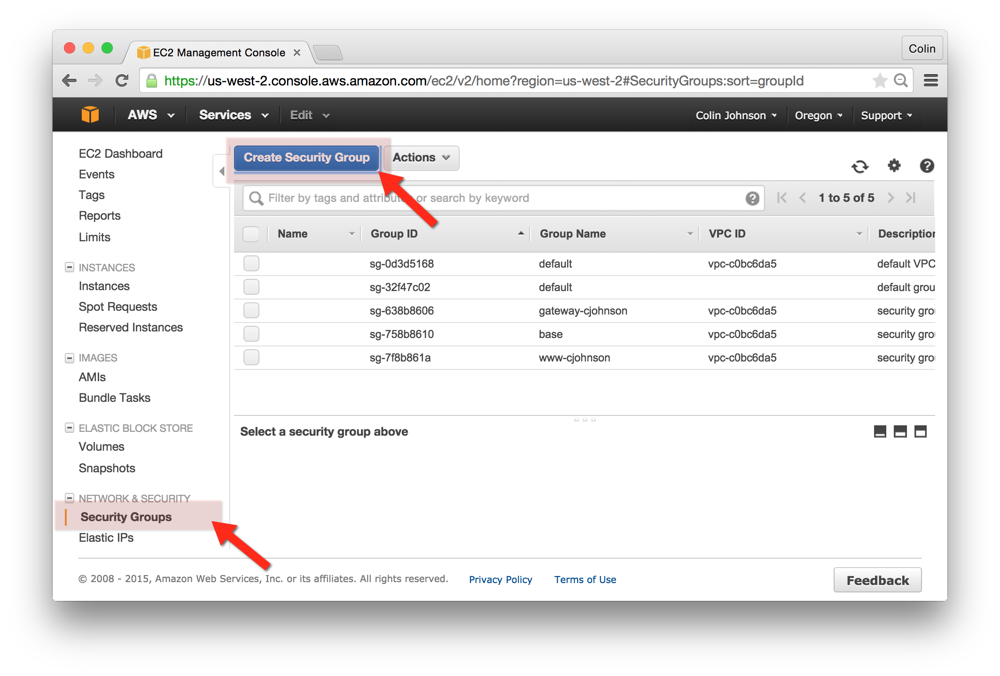 EC2 Management Console
Colin
https://us-west-2.console.aws.amazon.com/ec2/v2/home?region=us-west-2#SecurityGroups:sort=groupId
AWS Services Edit Colin Johnson Oregon Support
EC2 Dashboard
Events
Tags
Reports
Limits
INSTANCES
Instances
Spot Requests
Reserved Instances
IMAGES
AMIs
Bundle Tasks
ELASTIC BLOCK STORE
Volumes
Snapshots
NETWORK & SECURITY
Security Groups
Elastic IPs
Create Security Group Actions
Filter by tags and attribut or search by keyword
1 to 5 of 5
Name Group ID Group Name VPC ID Description
sg-0d3d5168 default vpc-c0bc6da5 default VPC
sg-32f47c02 default default grou
sg-638b8606 gateway-cjohnson vpc-c0bc6da5 security grou
sg-758b8610 base vpc-c0bc6da5 security grou
sg-7f8b861a www-cjohnson vpc-c0bc6da5 security grou
Select a security group above
© 2008 - 2015, Amazon Web Services, Inc. or its affiliates. All rights reserved. Privacy Policy Terms of Use Feedback